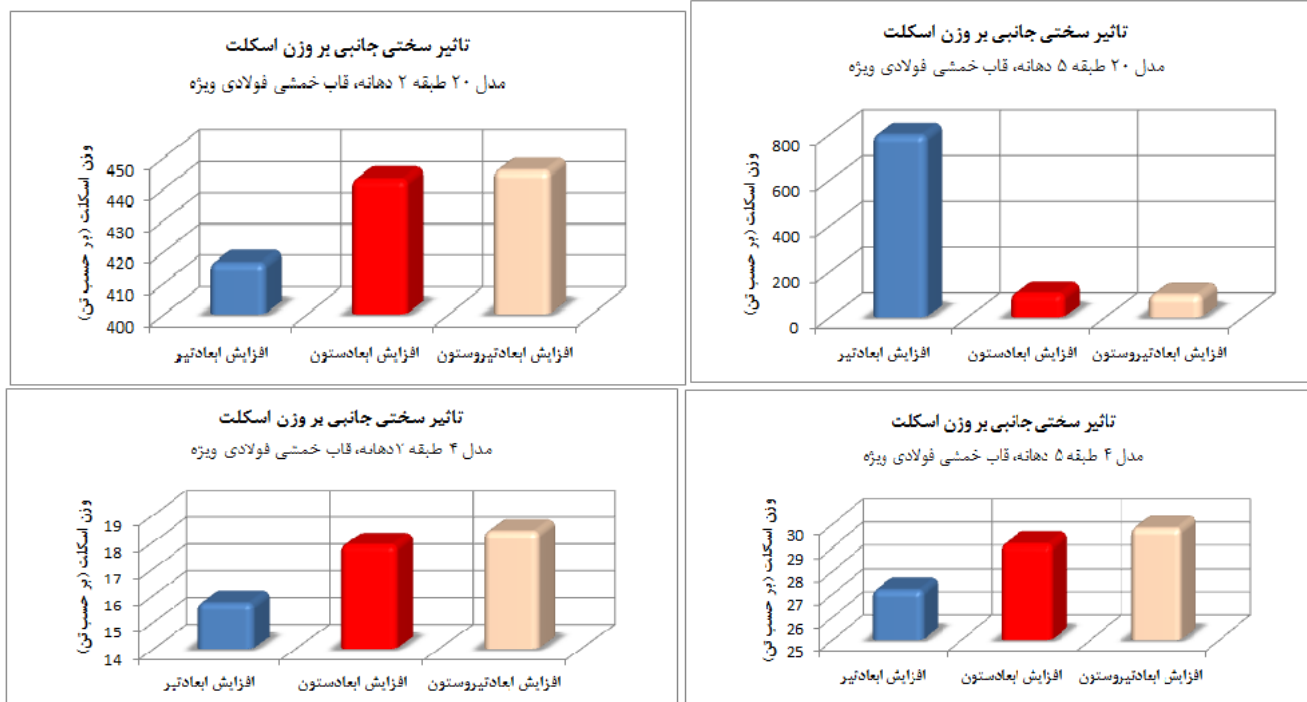 تاثیر سختی جانبی بر وزن اسکلت
مدل ۲۰ طبقه ۲ دهانه، قاب خمشی فولادی ویژه
وزن اسکلت (بر حسب تن)
450
440
430
420
410
400
افزایش ابعادتیر
افزایش ابعادستون
افزایش ابعادتیروستون
تاثیر سختی جانبی بر وزن اسکلت
مدل ۲۰ طبقه ۵ دهانه، قاب خمشی فولادی ویژه
وزن اسکلت (بر حسب تن)
800
600
400
200
0
افزایش ابعادتیر
افزایش ابعادستون
افزایش ابعادتیروستون
تاثیر سختی جانبی بر وزن اسکلت
مدل ۴ طبقه ۲دهانه، قاب خمشی فولادی ویژه
وزن اسکلت (بر حسب تن)
19
18
17
16
15
14
افزایش ابعادتیر
افزایش ابعادستون
افزایش ابعادتیروستون
تاثیر سختی جانبی بر وزن اسکلت
مدل ۴ طبقه ۵ دهانه، قاب خمشی فولادی ویژه
وزن اسکلت (بر حسب تن)
30
29
28
27
26
25
افزایش ابعادتیر
افزایش ابعادستون
افزایش ابعادتیروستون